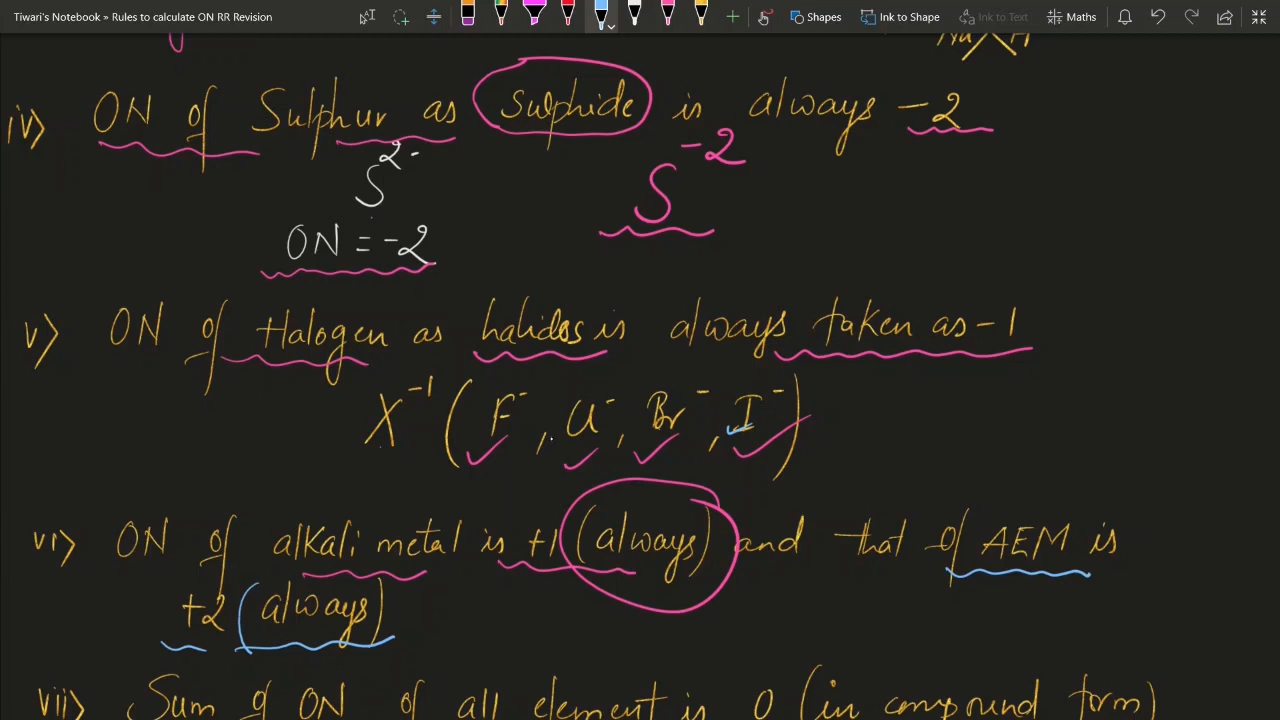 Tiwari's Notebook » Rules to calculate ON RR Revision
Shapes
Ink to Shape
Ink to Text
Maths
iv> ON of Sulphur as Sulphide is always -2
S²⁻
S⁻²
ON = -2
v> ON of Halogen as halides is always taken as -1
X⁻¹ (F⁻, Cl⁻, Br⁻, I⁻)
vi> ON of alkali metal is +1 (always) and that of AEM is
+2 (always)
vii> Sum of ON of all element is 0 (in compound form)